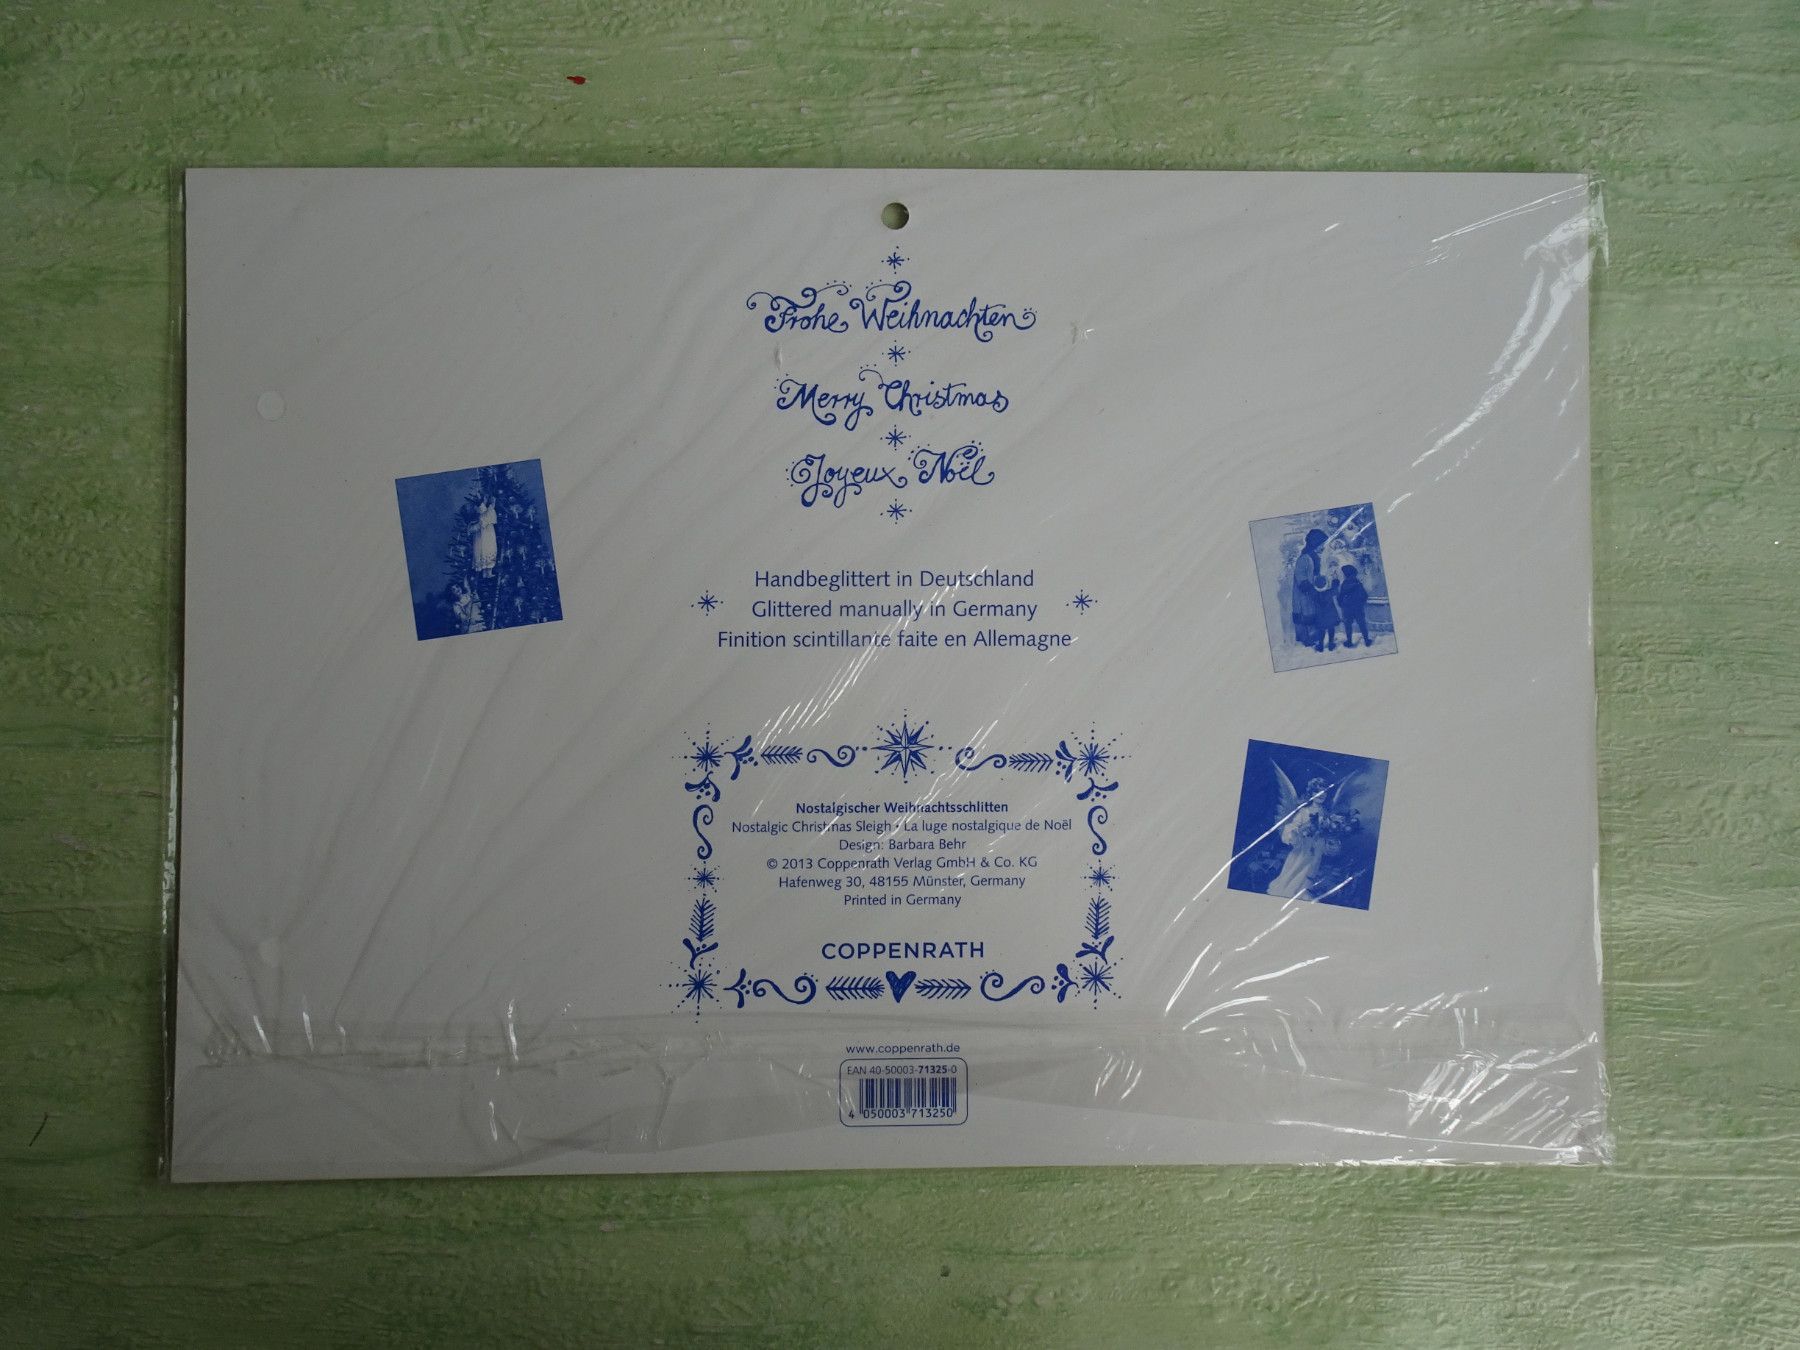 Frohe Weihnachten
Merry Christmas
Joyeux Noël
Handbeglittert in Deutschland
Glittered manually in Germany
Finition scintillante faite en Allemagne
Nostalgischer Weihnachtsschlitten
Nostalgic Christmas Sleigh • La luge nostalgique de Noël
Design: Barbara Behr
© 2013 Coppenrath Verlag GmbH & Co. KG
Hafenweg 30, 48155 Münster, Germany
Printed in Germany
COPPENRATH
www.coppenrath.de
EAN 40-50003-71325-0
4 050003 713250